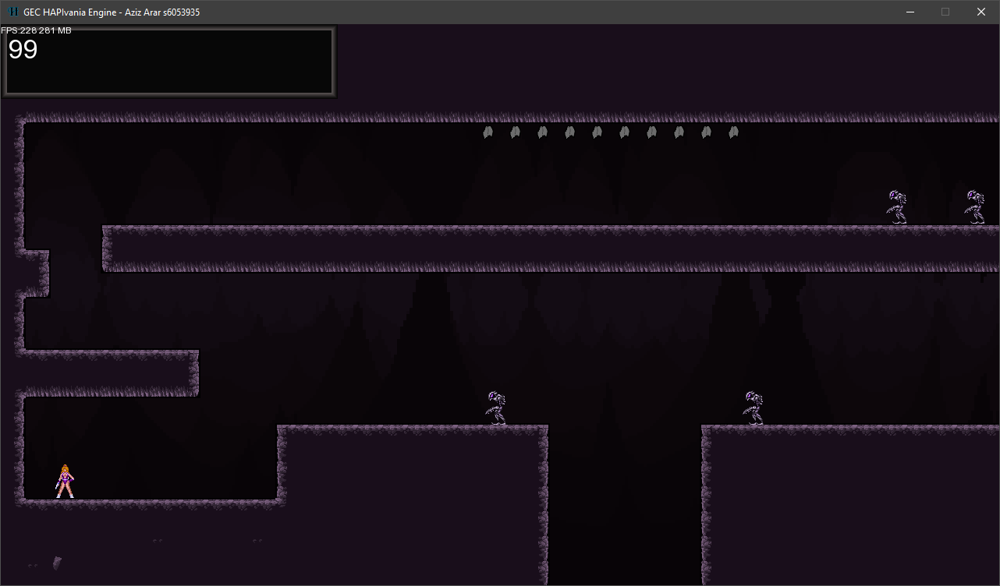 GEC HAPIvania Engine - Aziz Arar s6053935
FPS:228 281 MB
99